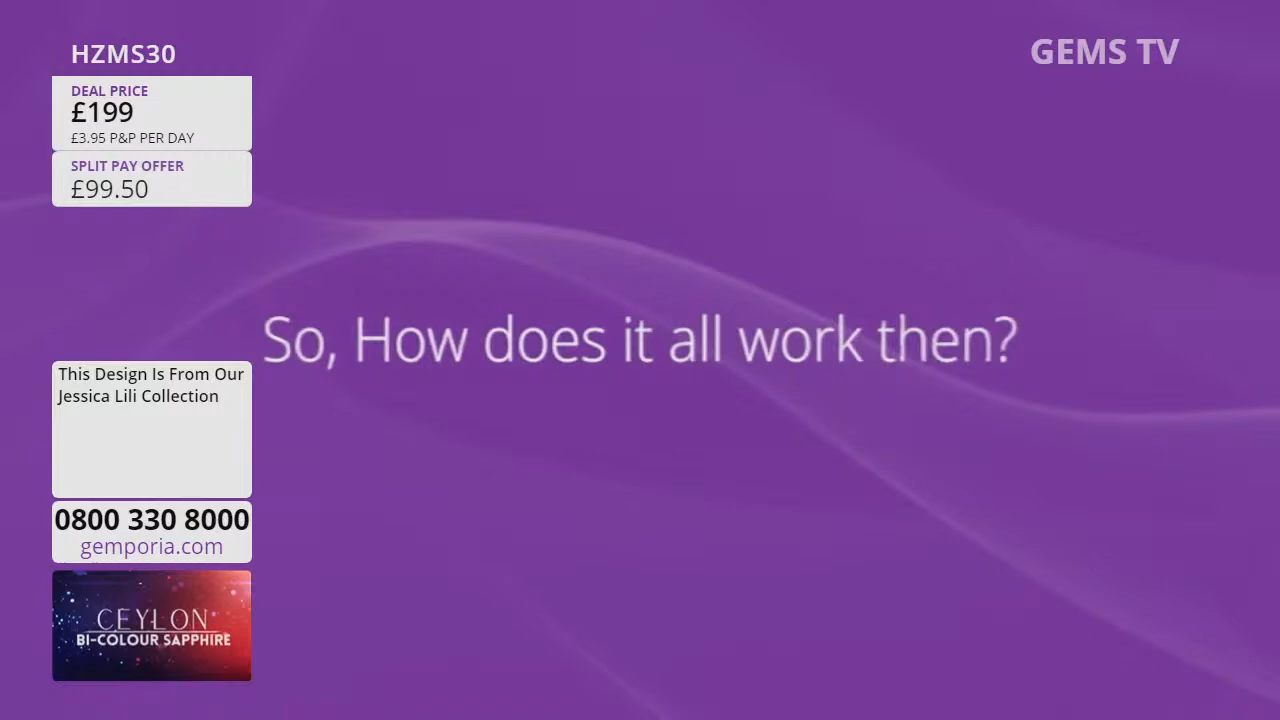 HZMS30
GEMS TV
DEAL PRICE
£199
£3.95 P&P PER DAY
SPLIT PAY OFFER
£99.50
So, How does it all work then?
This Design Is From Our
Jessica Lili Collection
0800 330 8000
gemporia.com
CEYLON
BI-COLOUR SAPPHIRE